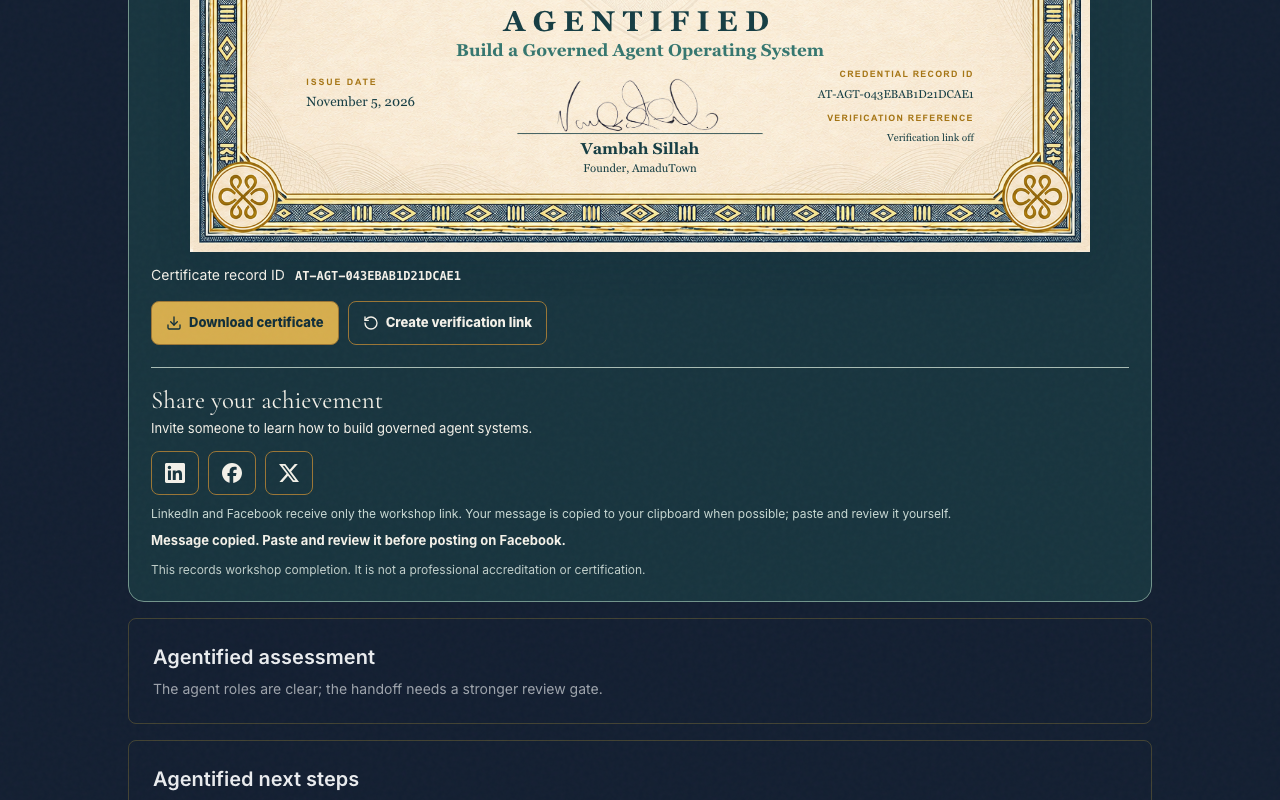 AGENTIFIED
Build a Governed Agent Operating System
ISSUE DATE
November 5, 2026
Vambah Sillah
Founder, AmaduTown
CREDENTIAL RECORD ID
AT-AGT-043EBAB1D21DCAE1
VERIFICATION REFERENCE
Verification link off
Certificate record ID AT-AGT-043EBAB1D21DCAE1
Download certificate
Create verification link
Share your achievement
Invite someone to learn how to build governed agent systems.
LinkedIn and Facebook receive only the workshop link. Your message is copied to your clipboard when possible; paste and review it yourself.
Message copied. Paste and review it before posting on Facebook.
This records workshop completion. It is not a professional accreditation or certification.
Agentified assessment
The agent roles are clear; the handoff needs a stronger review gate.
Agentified next steps